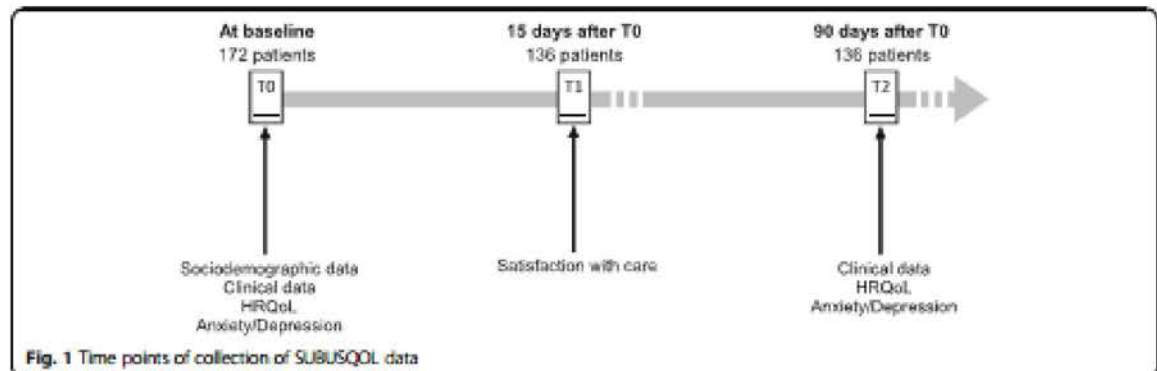 At baseline
172 patients
15 days after T0
136 patients
90 days after T0
136 patients
T0
T1
T2
Sociodemographic data
Clinical data
HRQoL
Anxiety/Depression
Satisfaction with care
Clinical data
HRQoL
Anxiety/Depression
Fig. 1 Time points of collection of SUBUSQOL data